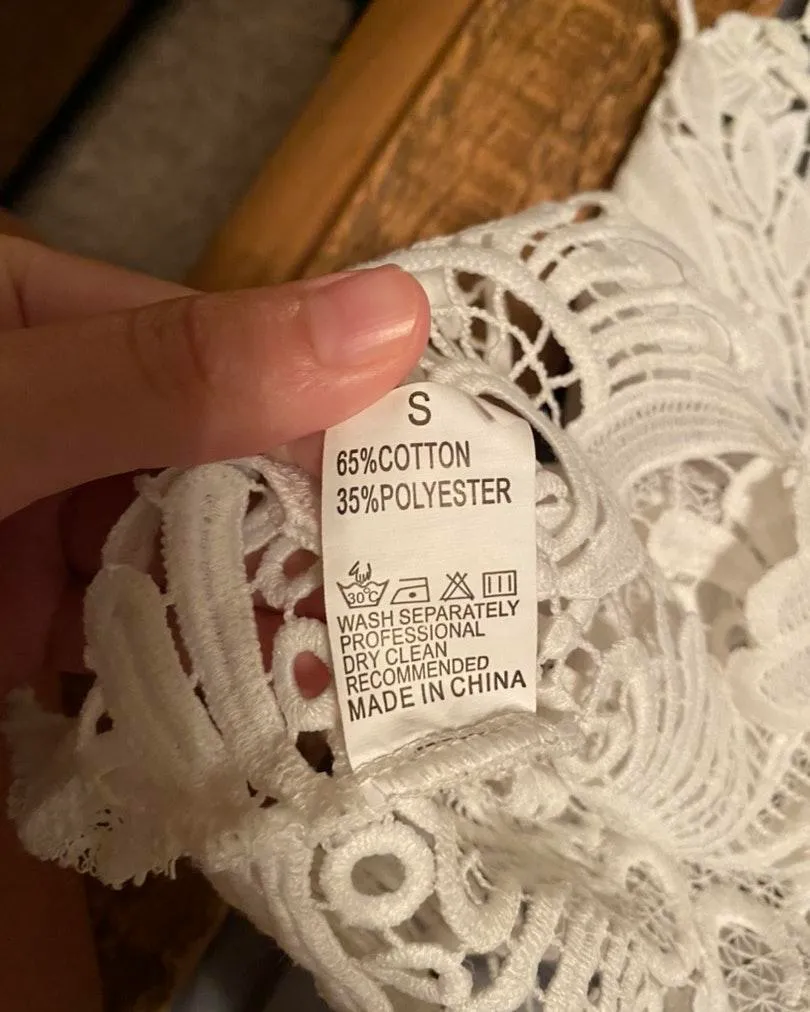 S
65%COTTON
35%POLYESTER
30°C
WASH SEPARATELY
PROFESSIONAL
DRY CLEAN
RECOMMENDED
MADE IN CHINA